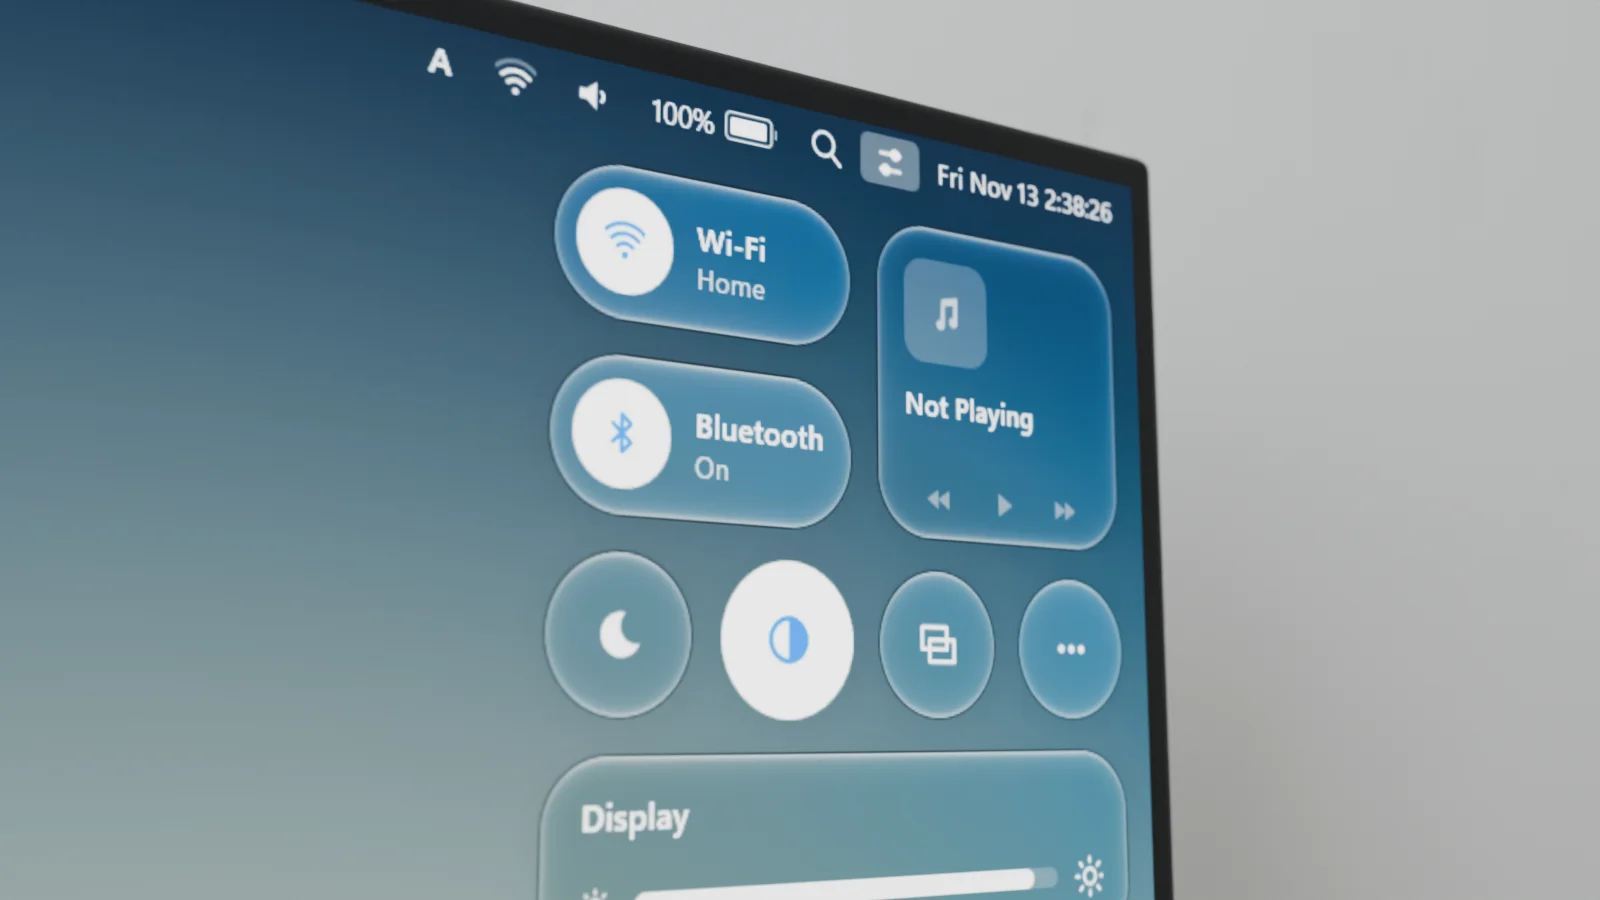 A
100%
Fri Nov 13 2:38:26
Wi-Fi
Home
Not Playing
Bluetooth
On
Display